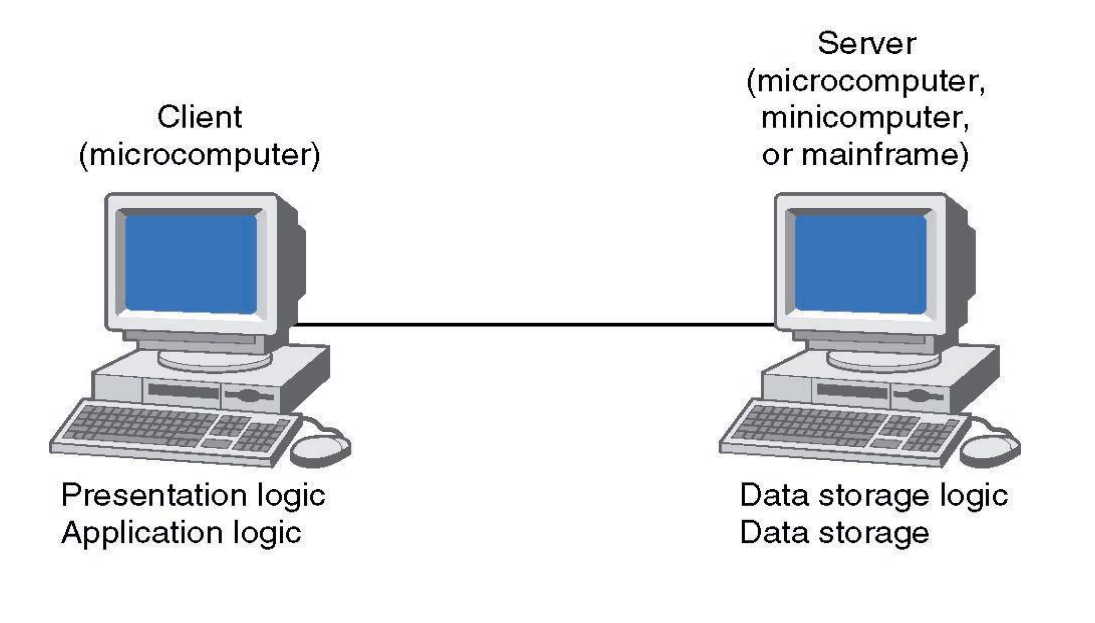 Client
(microcomputer)
Server
(microcomputer,
minicomputer,
or mainframe)
Presentation logic
Application logic
Data storage logic
Data storage